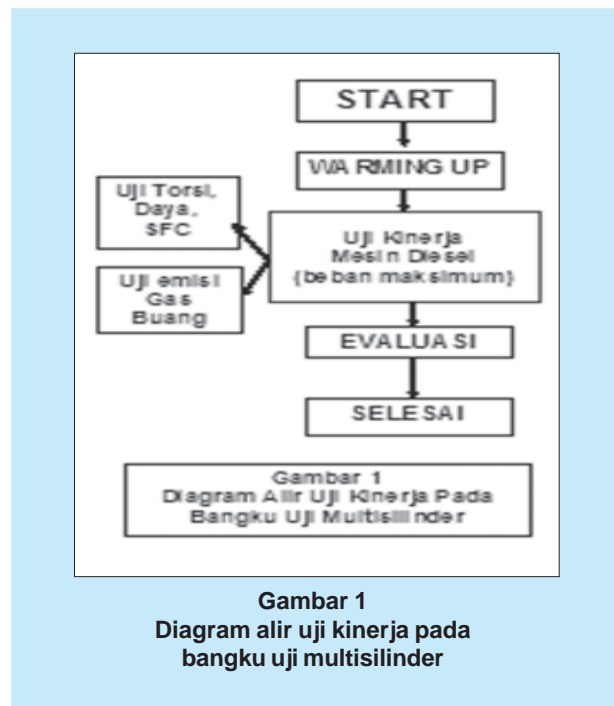 START
WARMING UP
Uji Torsi,
Daya,
SFC
Uji emisi
Gas
Buang
Uji Kinerja
Mesin Diesel
(beban maksimum)
EVALUASI
SELESAI
Gambar 1
Diagram Alir Uji Kinerja Pada
Bangku Uji Multisilinder
Gambar 1
Diagram alir uji kinerja pada
bangku uji multisilinder